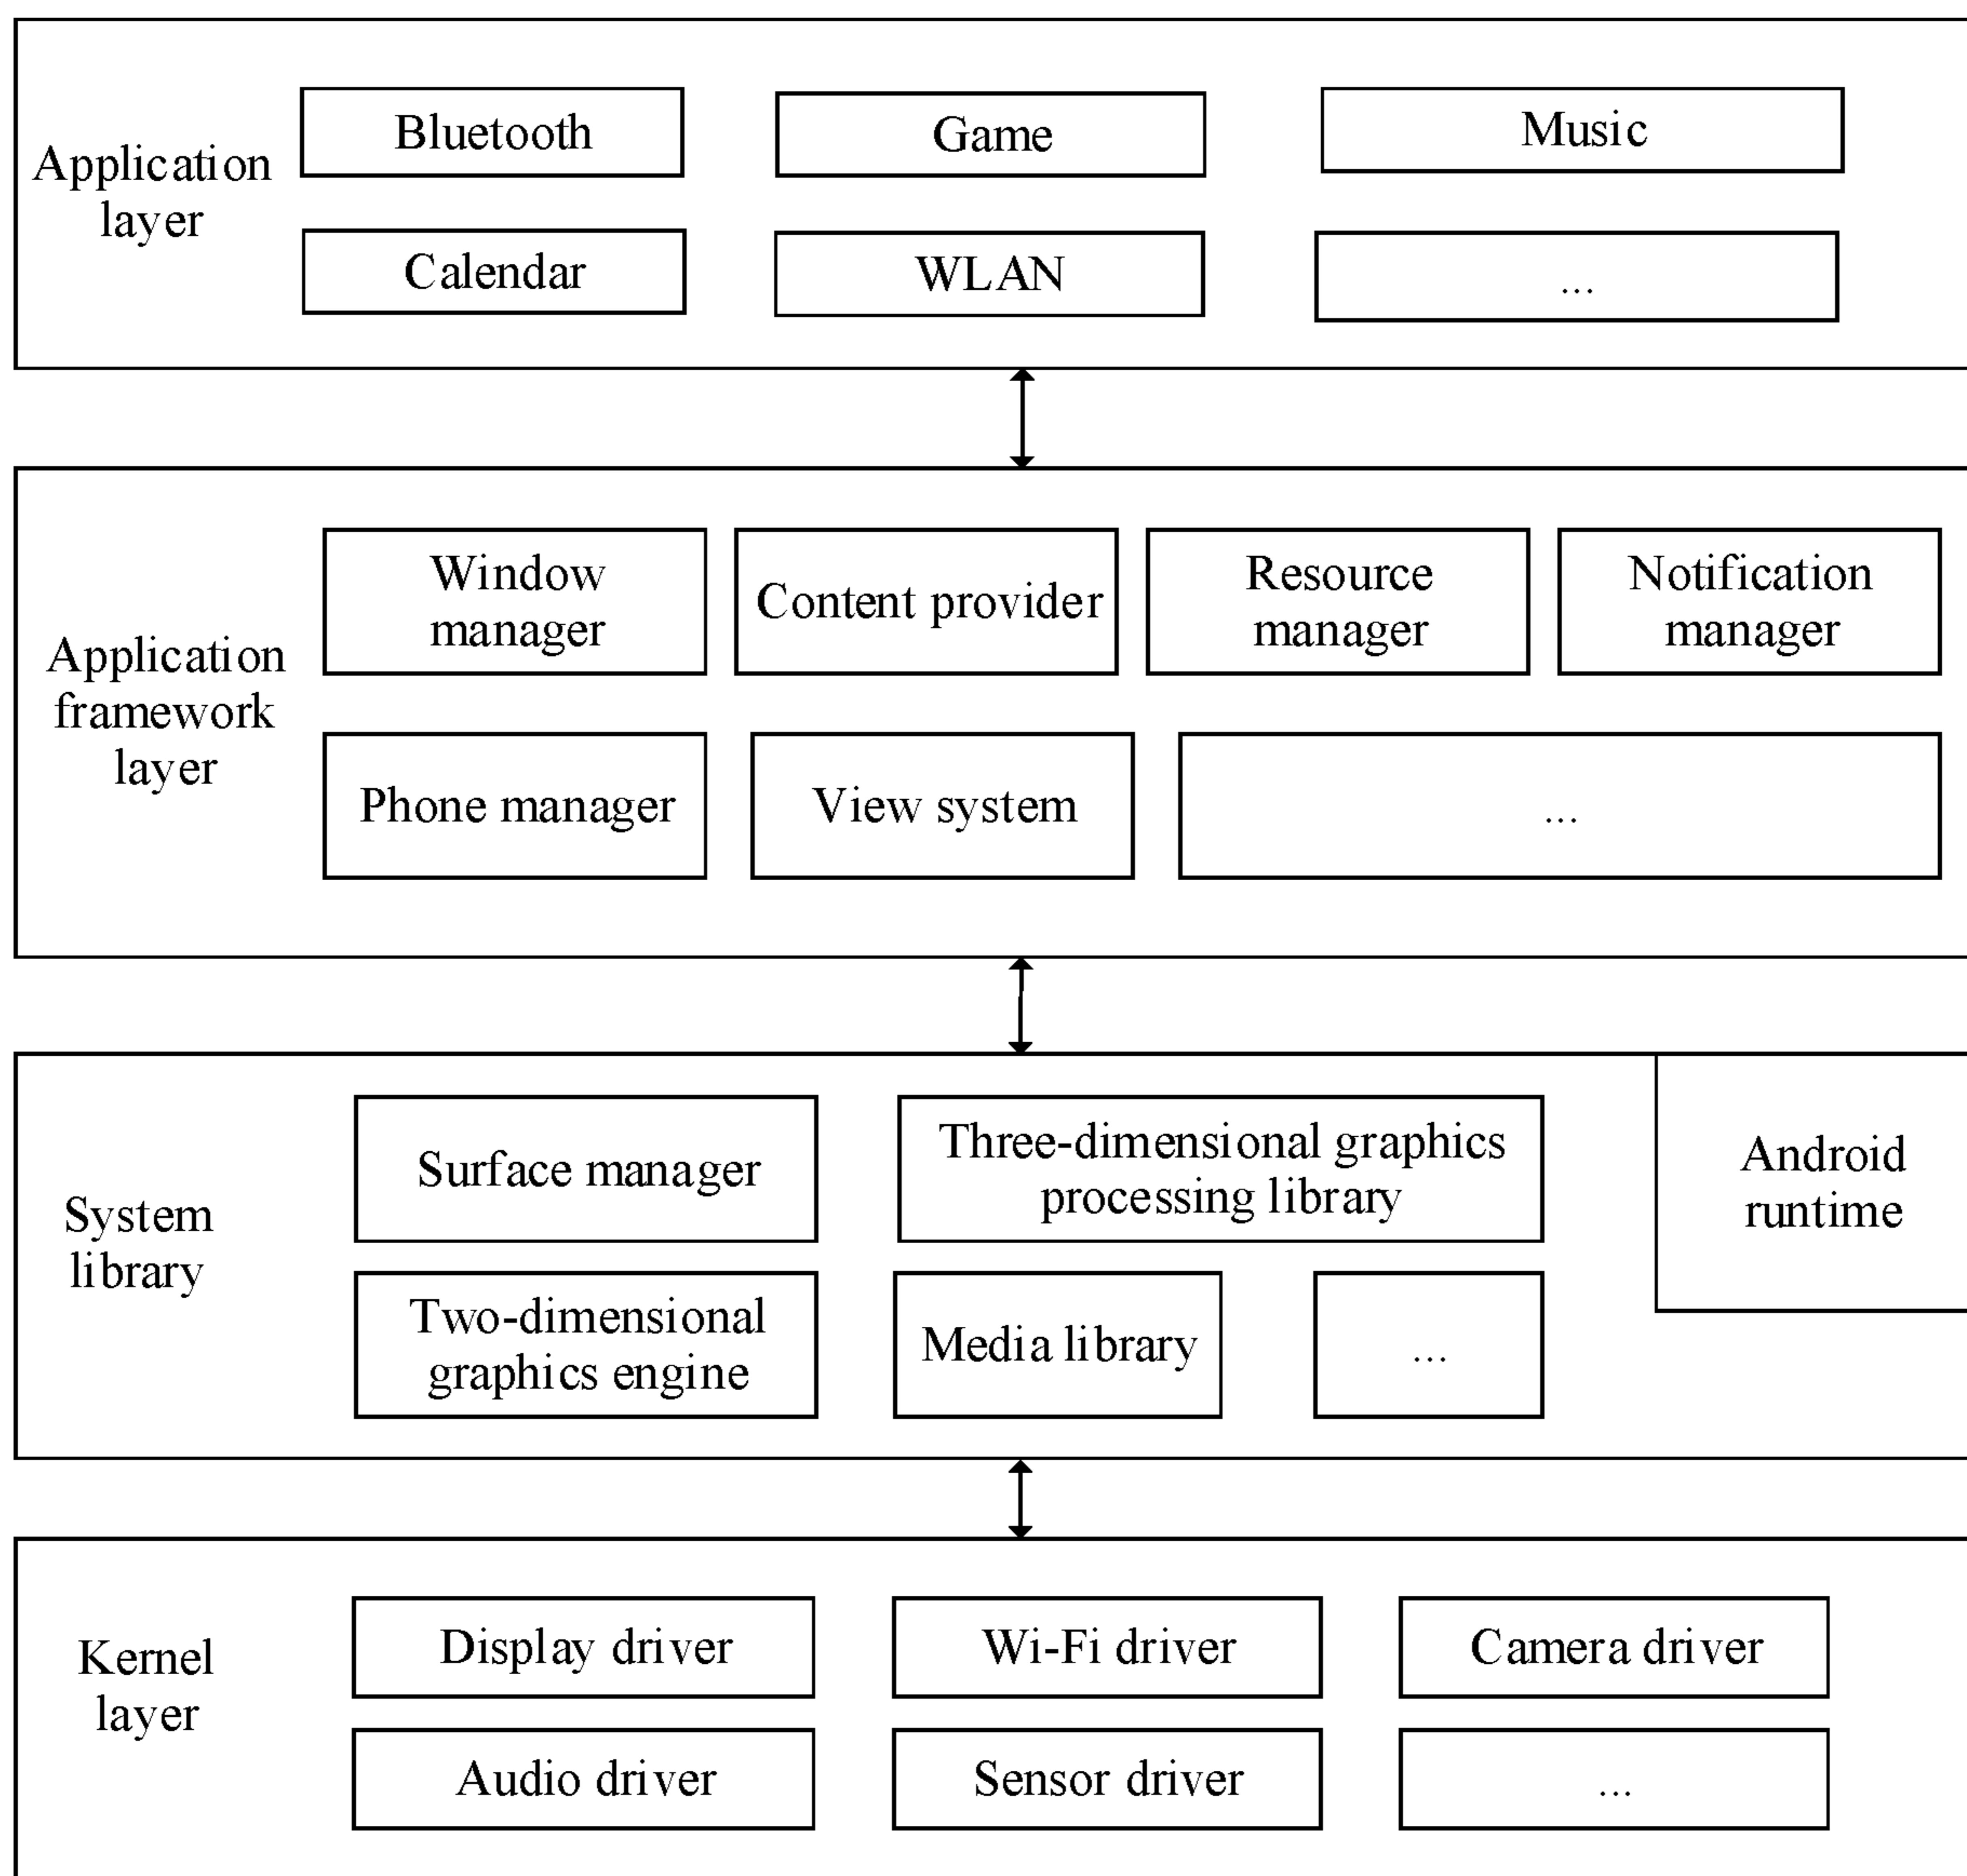 Application
layer
Bluetooth
Game
Music
Calendar
WLAN
...
Application
framework
layer
Window
manager
Content provider
Resource
manager
Notification
manager
Phone manager
View system
...
System
library
Surface manager
Three-dimensional graphics
processing library
Android
runtime
Two-dimensional
graphics engine
Media library
...
Kernel
layer
Display driver
Wi-Fi driver
Camera driver
Audio driver
Sensor driver
...